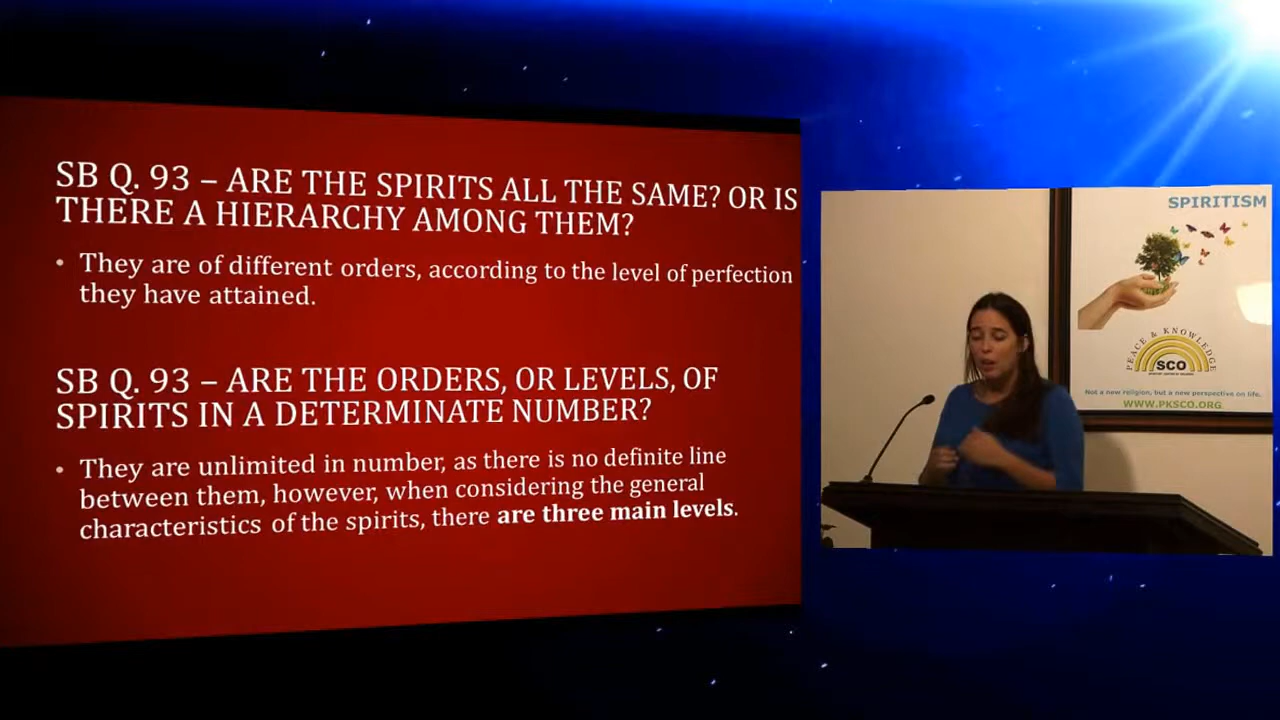 SB Q. 93 – ARE THE SPIRITS ALL THE SAME? OR IS
THERE A HIERARCHY AMONG THEM?
• They are of different orders, according to the level of perfection
they have attained.
SB Q. 93 – ARE THE ORDERS, OR LEVELS, OF
SPIRITS IN A DETERMINATE NUMBER?
• They are unlimited in number, as there is no definite line
between them, however, when considering the general
characteristics of the spirits, there are three main levels.
SPIRITISM
PEACE & KNOWLEDGE
SCO
Not a new religion, but a new perspective on life.
WWW.PKSCO.ORG